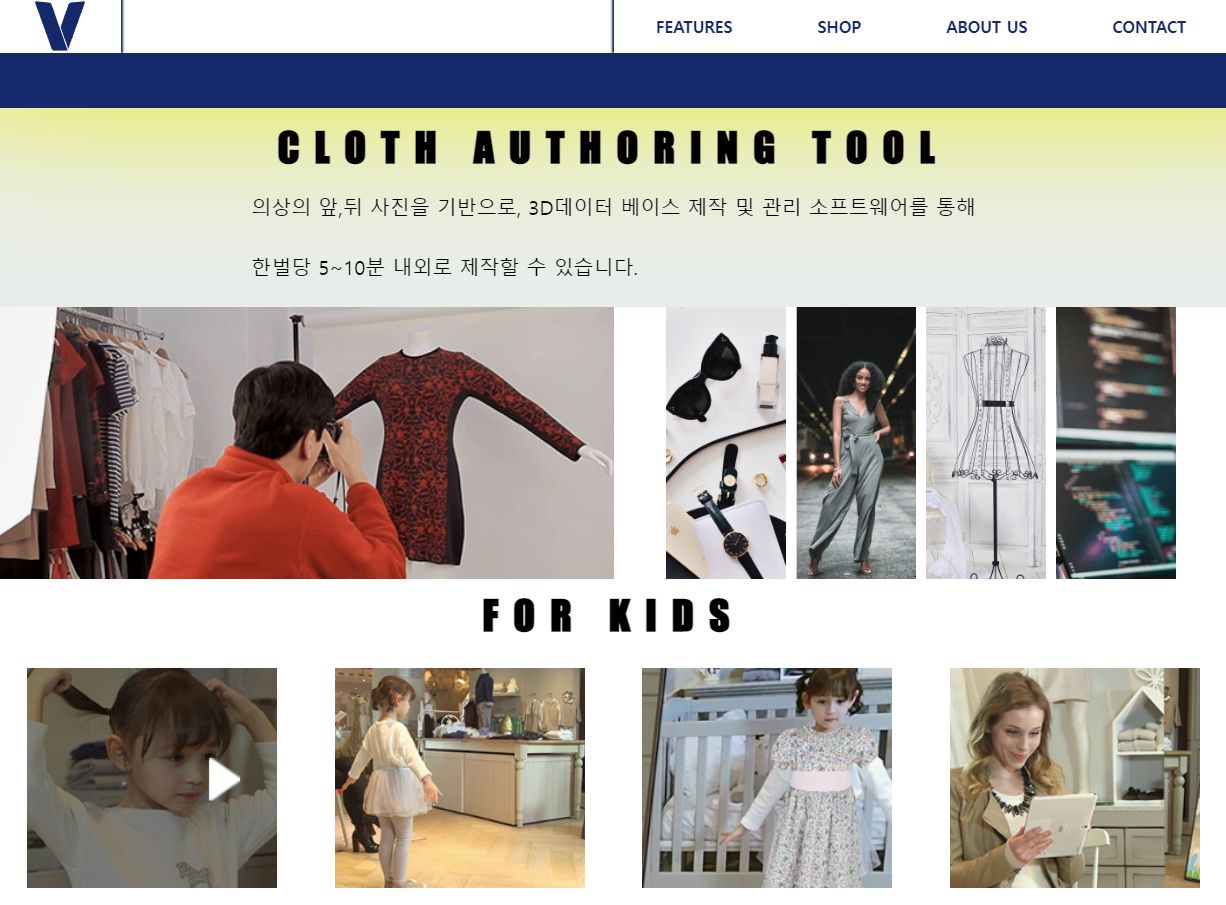 V
FEATURES
SHOP
ABOUT US
CONTACT
CLOTH AUTHORING TOOL
의상의 앞,뒤 사진을 기반으로, 3D데이터 베이스 제작 및 관리 소프트웨어를 통해
한벌당 5~10분 내외로 제작할 수 있습니다.
FOR KIDS